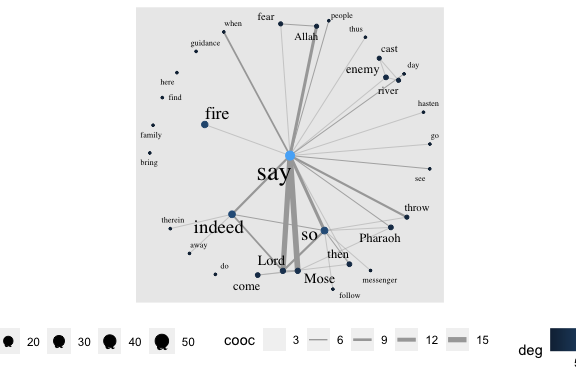 people
when
fear
Allah
thus
guidance
cast
day
enemy
here
river
find
hasten
fire
family
go
bring
say
see
therein
throw
indeed
so
Pharaoh
away
then
Lord
do
Mose
messenger
come
follow
20 30 40 50 cooc 3 6 9 12 15 deg